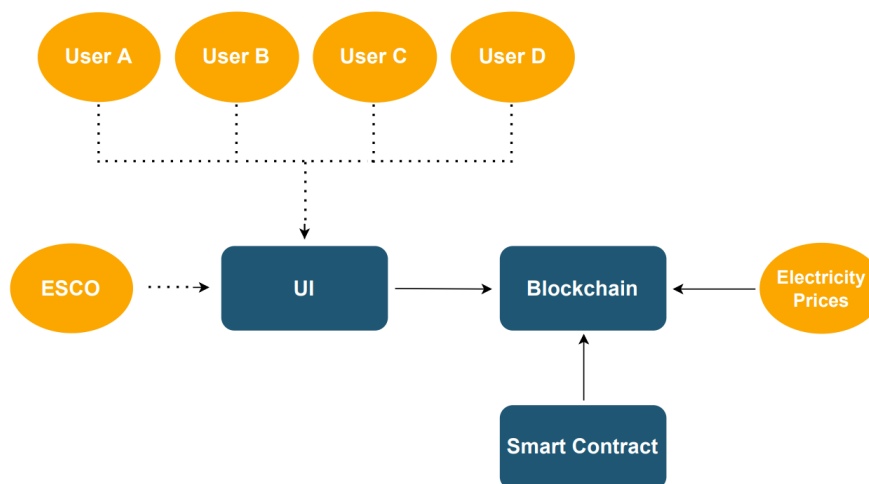 User A
User B
User C
User D
ESCO
UI
Blockchain
Electricity
Prices
Smart Contract